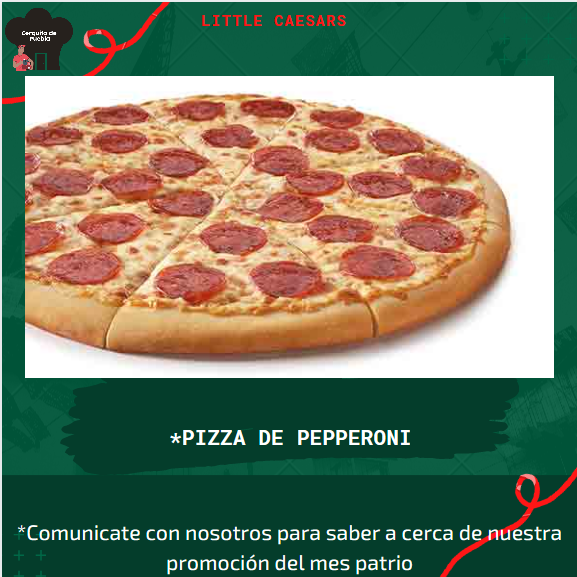 LITTLE CAESARS
Cerquita de
Puebla
*PIZZA DE PEPPERONI
*Comunicate con nosotros para saber a cerca de nuestra
promoción del mes patrio